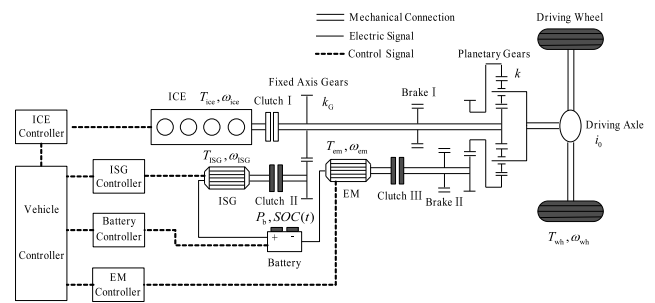 Mechanical Connection
Electric Signal
Control Signal
Driving Wheel
Planetary Gears
k
ICE
T_ice, ω_ice
Clutch Ⅰ
Fixed Axis Gears
k_G
Brake Ⅰ
Driving Axle
i_0
ICE
Controller
T_ISG, ω_ISG
ISG
Clutch Ⅱ
T_em, ω_em
EM
Clutch Ⅲ
Brake Ⅱ
ISG
Controller
Vehicle
Controller
Battery
Controller
P_b, SOC(t)
+ -
Battery
EM
Controller
T_wh, ω_wh